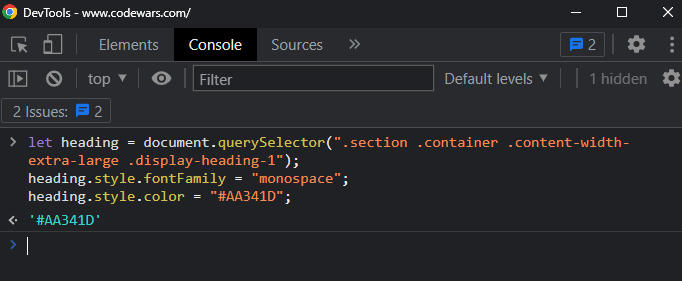 DevTools - www.codewars.com/
Elements Console Sources 2
top Filter Default levels 1 hidden
2 Issues: 2
let heading = document.querySelector(".section .container .content-width-
extra-large .display-heading-1");
heading.style.fontFamily = "monospace";
heading.style.color = "#AA341D";
'#AA341D'